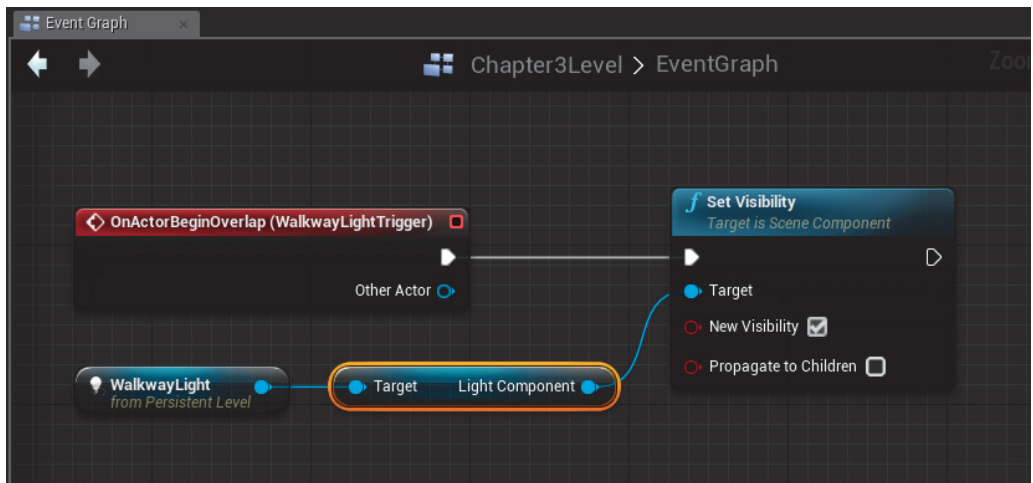 Event Graph
Chapter3Level > EventGraph
Zoo
OnActorBeginOverlap (WalkwayLightTrigger)
Other Actor
WalkwayLight
from Persistent Level
Target Light Component
f Set Visibility
Target is Scene Component
Target
New Visibility
Propagate to Children